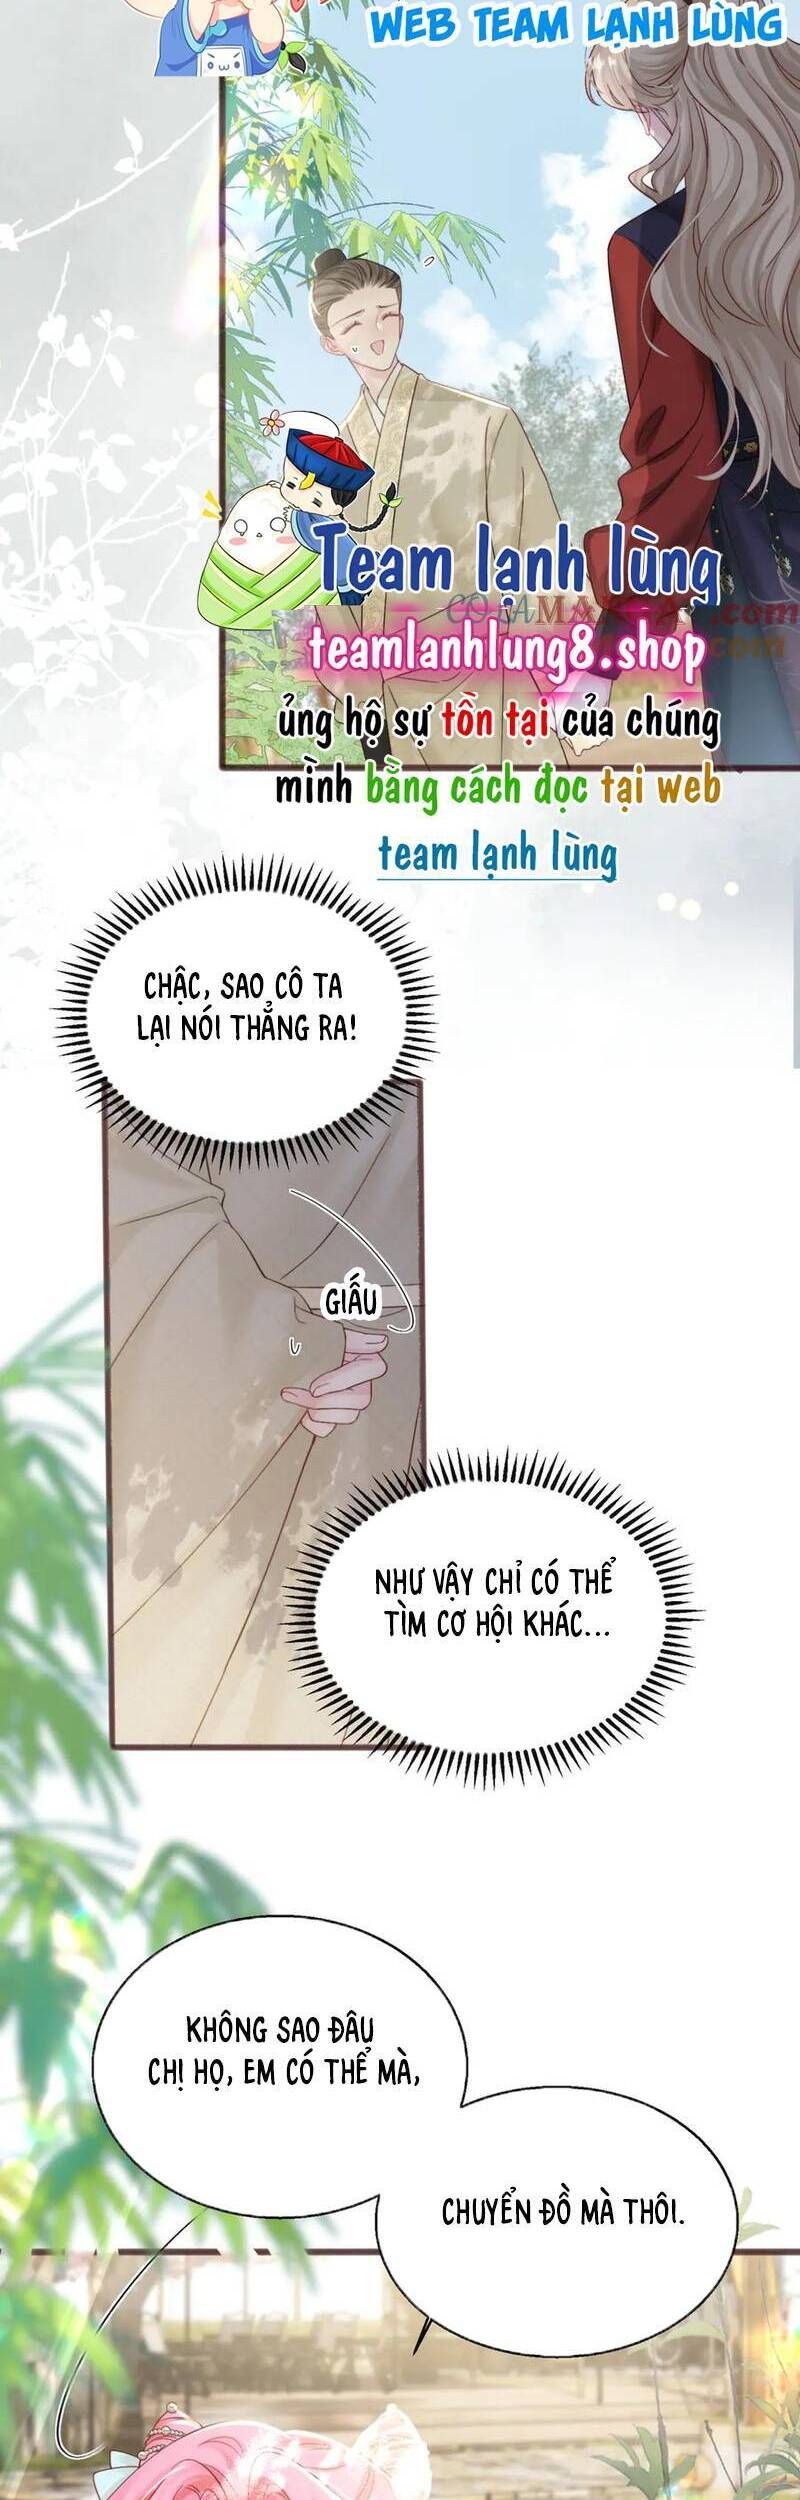 WEB TEAM LẠNH LÙNG
Team lạnh lùng
teamlanhlung8.shop
ủng hộ sự tồn tại của chúng
mình bằng cách đọc tại web
team lạnh lùng
CHẬC, SAO CÔ TA
LẠI NÓI THẲNG RA!
GIẤU
NHƯ VẬY CHỈ CÓ THỂ
TÌM CƠ HỘI KHÁC...
KHÔNG SAO ĐÂU
CHỊ HỌ, EM CÓ THỂ MÀ,
CHUYỂN ĐỒ MÀ THÔI.